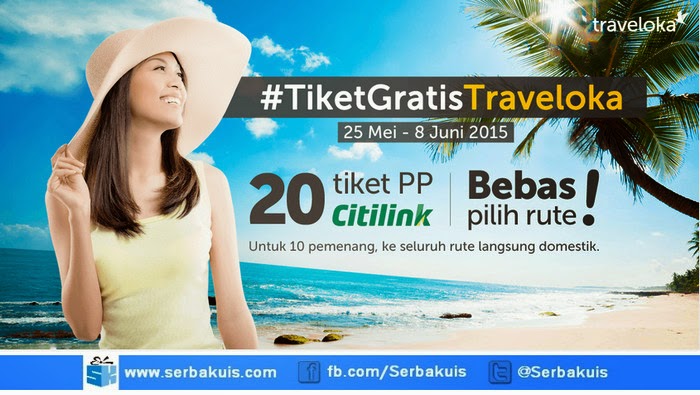 traveloka
#TiketGratisTraveloka
25 Mei - 8 Juni 2015
20 tiket PP Citilink
Bebas pilih rute!
Untuk 10 pemenang, ke seluruh rute langsung domestik.
SK www.serbakuis.com f fb.com/Serbakuis t @Serbakuis